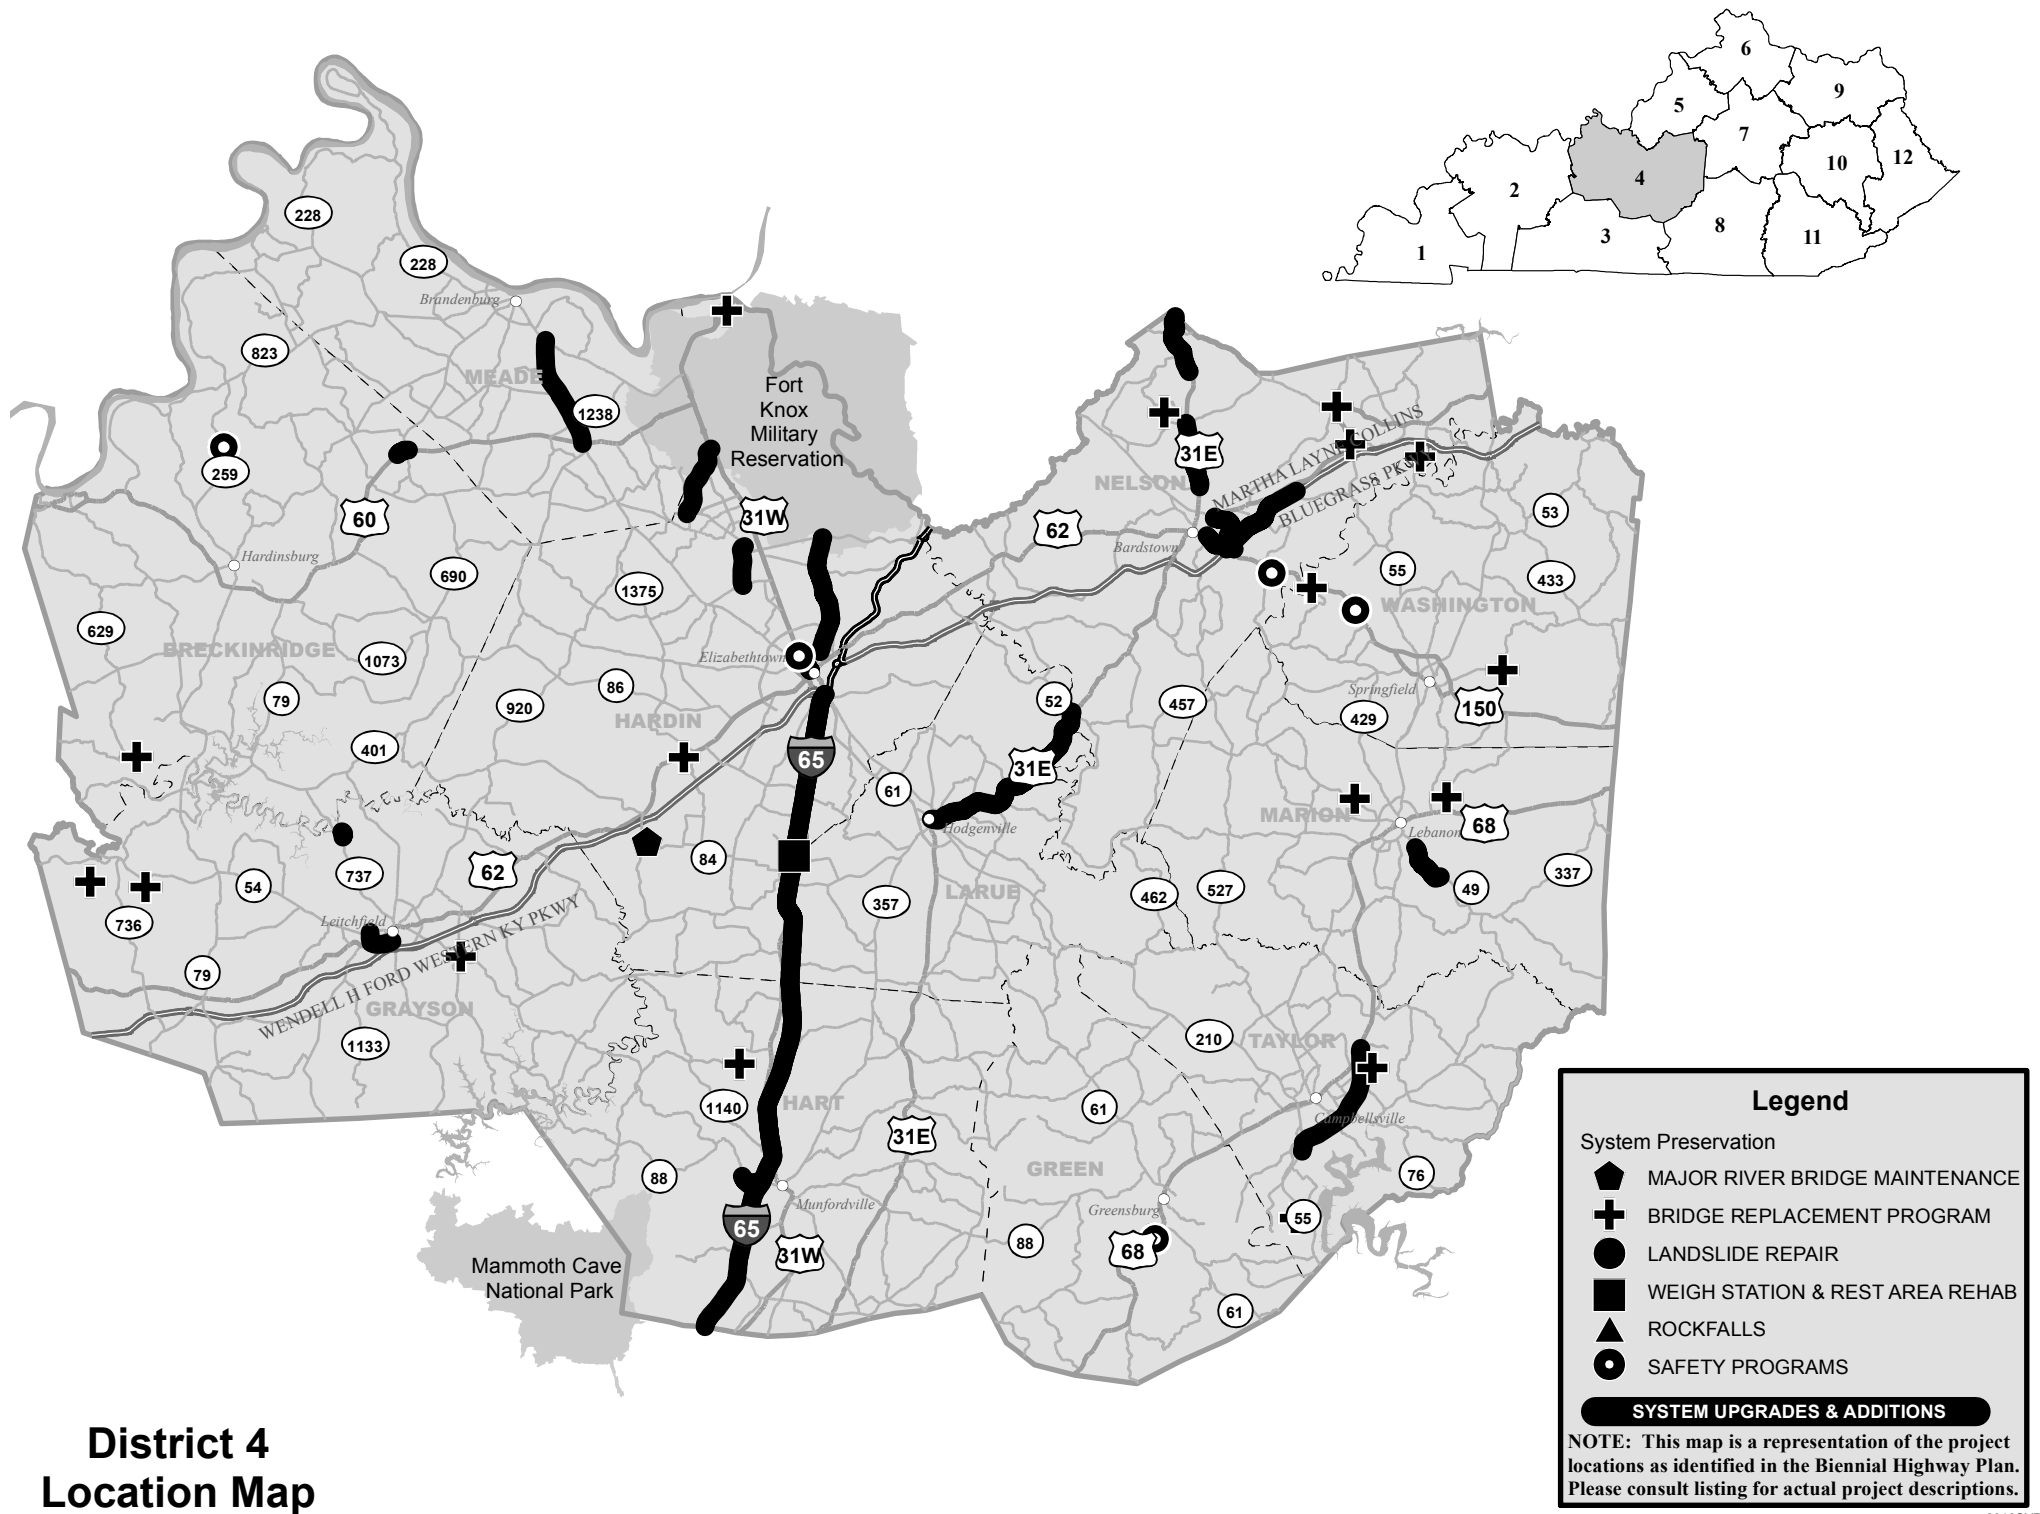 6
9
5
7
10
12
4
2
8
3
11
1
228
228
Brandenburg
823
MEADE
1238
Fort
Knox
Military
Reservation
259
60
31W
31E
NELSON
MARTHA LAYNE COLLINS
BLUEGRASS PKWY
62
Bardstown
53
Hardinsburg
690
1375
55
433
629
WASHINGTON
BRECKINRIDGE
1073
Elizabethtown
86
79
920
HARDIN
52
457
Springfield
429
150
401
65
31E
61
MARION
68
Hodgenville
Lebanon
62
84
737
54
357
LARUE
462
527
49
337
736
Leitchfield
WENDELL H FORD WESTERN KY PKWY
79
GRAYSON
1133
210
TAYLOR
1140
HART
61
31E
Campbellsville
GREEN
88
76
Munfordville
65
31W
Greensburg
55
88
68
61
Mammoth Cave
National Park
Legend
System Preservation
MAJOR RIVER BRIDGE MAINTENANCE
BRIDGE REPLACEMENT PROGRAM
LANDSLIDE REPAIR
WEIGH STATION & REST AREA REHAB
ROCKFALLS
SAFETY PROGRAMS
SYSTEM UPGRADES & ADDITIONS
NOTE: This map is a representation of the project
locations as identified in the Biennial Highway Plan.
Please consult listing for actual project descriptions.
District 4
Location Map